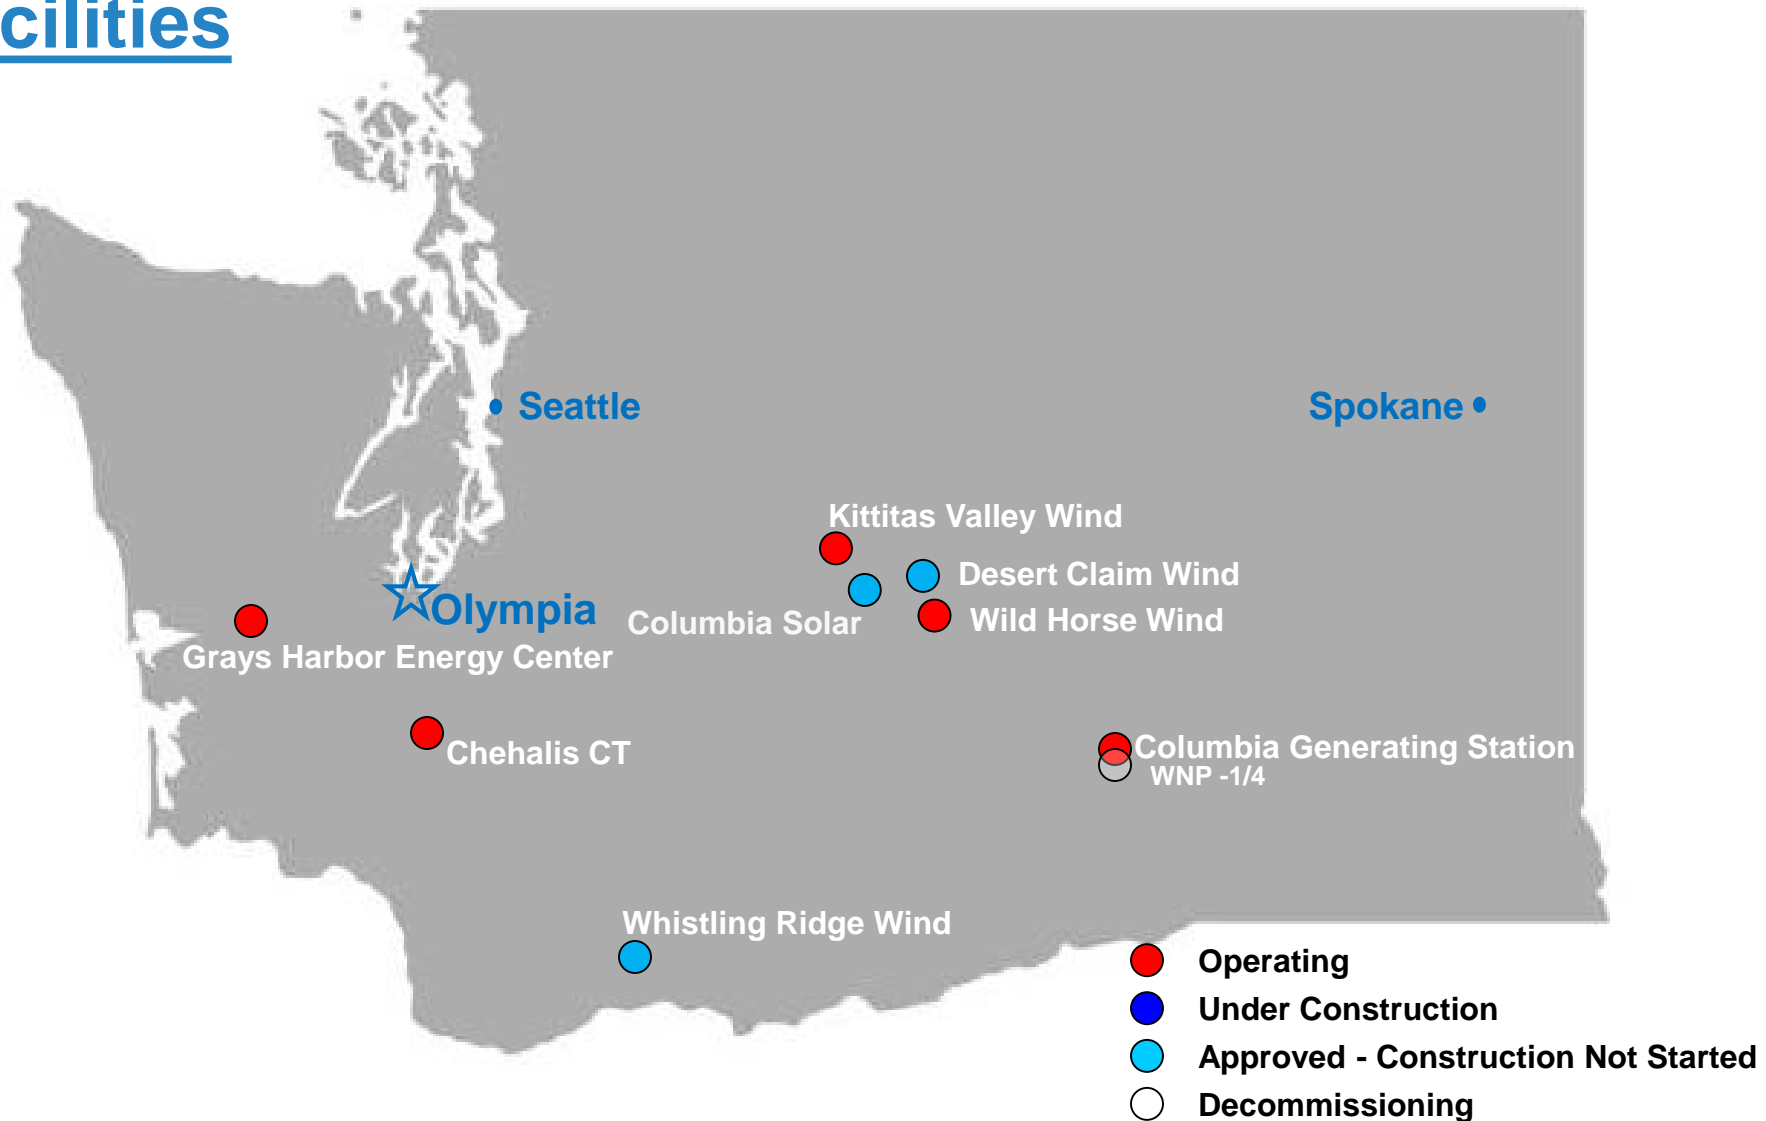 cilities
Seattle
Spokane
Kittitas Valley Wind
Desert Claim Wind
Columbia Solar
Wild Horse Wind
Olympia
Grays Harbor Energy Center
Chehalis CT
Columbia Generating Station
WNP -1/4
Whistling Ridge Wind
Operating
Under Construction
Approved - Construction Not Started
Decommissioning